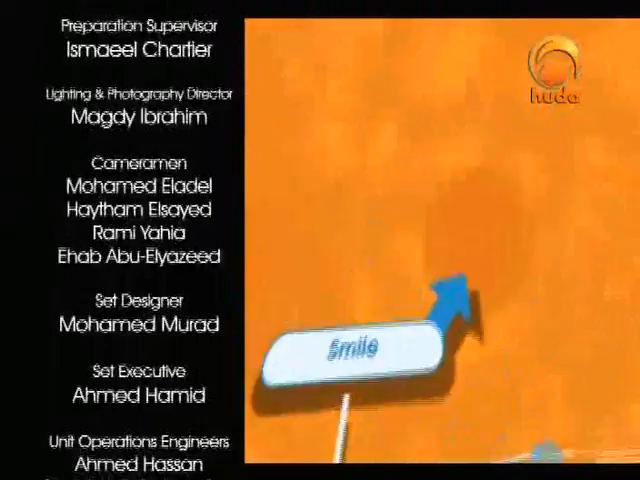 Preparation Supervisor
Ismaeel Chartier
Lighting & Photography Director
Magdy Ibrahim
Cameramen
Mohamed Eladel
Haytham Elsayed
Rami Yahia
Ehab Abu-Elyazeed
Set Designer
Mohamed Murad
Set Executive
Ahmed Hamid
Unit Operations Engineers
Ahmed Hassan
huda
Smile